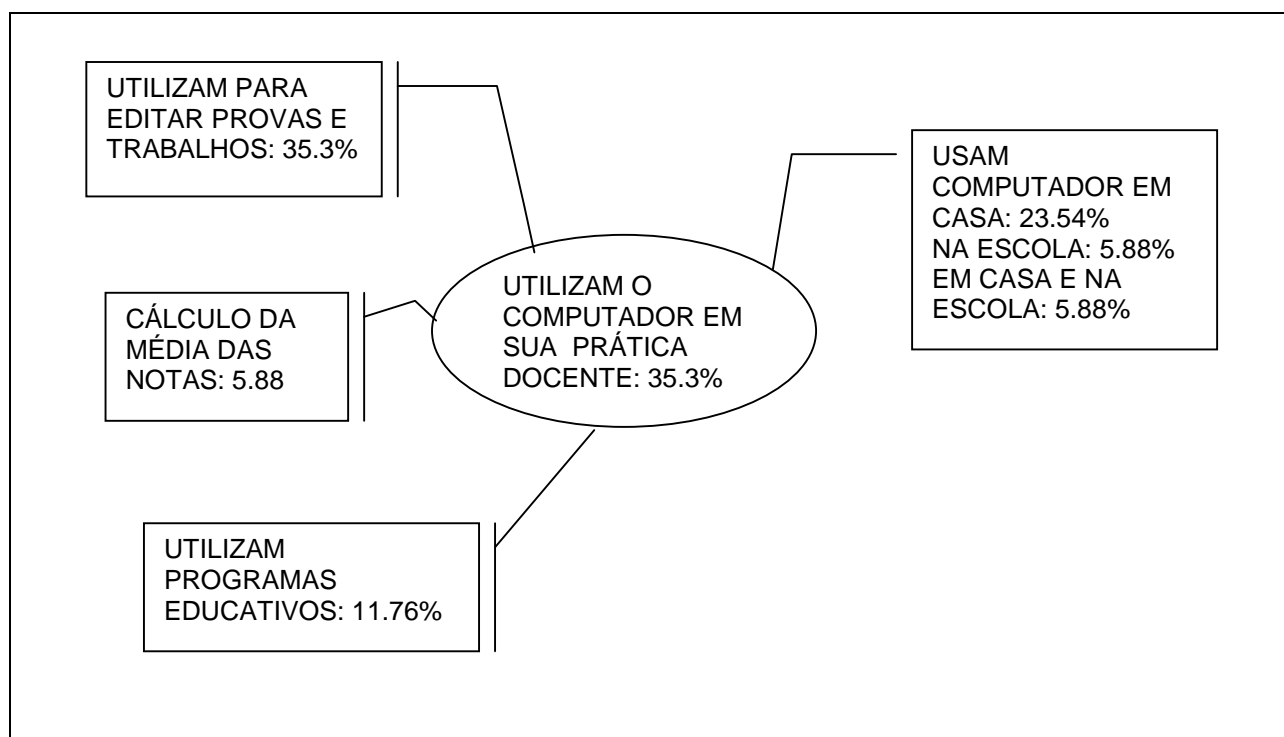 UTILIZAM PARA
EDITAR PROVAS E
TRABALHOS: 35.3%
USAM
COMPUTADOR EM
CASA: 23.54%
NA ESCOLA: 5.88%
EM CASA E NA
ESCOLA: 5.88%
UTILIZAM O
COMPUTADOR EM
SUA PRÁTICA
DOCENTE: 35.3%
CÁLCULO DA
MÉDIA DAS
NOTAS: 5.88
UTILIZAM
PROGRAMAS
EDUCATIVOS: 11.76%